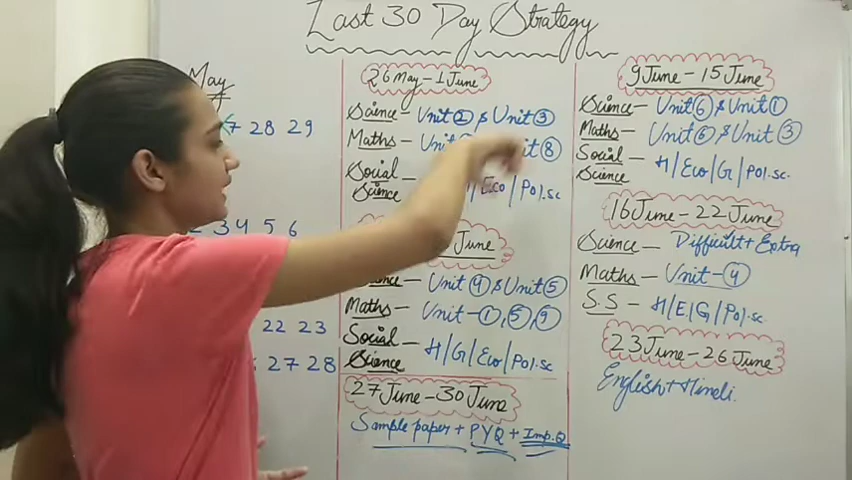 Last 30 Day Strategy
May
28 29
3 4 5 6
22 23
27 28
26 May - 1 June
Science - Unit ② & Unit ③
Maths - Unit ⑧
Social - Eco / Pol.sc
Science
June
Unit ④ & Unit ⑤
Maths - Unit - ①, ⑤, ⑨
Social - H / G / Eco / Pol.sc
Science
27 June - 30 June
Sample paper + PYQ + Imp.Q
9 June - 15 June
Science - Unit ⑥ & Unit ①
Maths - Unit ⑥ & Unit ③
Social - H / Eco / G / Pol.sc.
Science
16 June - 22 June
Science - Difficult + Extra
Maths - Unit - ④
S.S - H / E / G / Pol.sc
23 June - 26 June
English + Hindi.